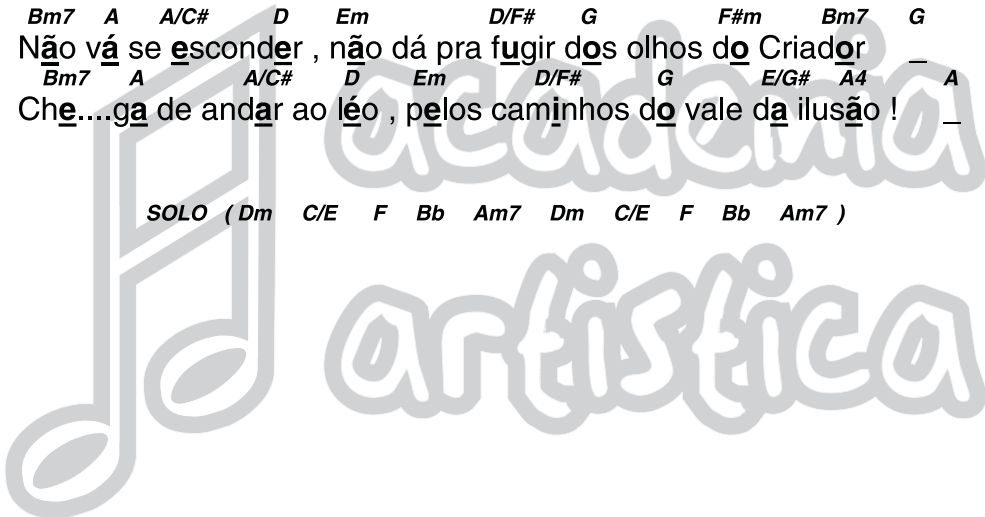 Bm7 A A/C# D Em D/F# G F#m Bm7 G
Não vá se esconder , não dá pra fugir dos olhos do Criador _
Bm7 A A/C# D Em D/F# G E/G# A4 A
Che....ga de andar ao léo , pelos caminhos do vale da ilusão ! _
SOLO ( Dm C/E F Bb Am7 Dm C/E F Bb Am7 )
academia
artistica